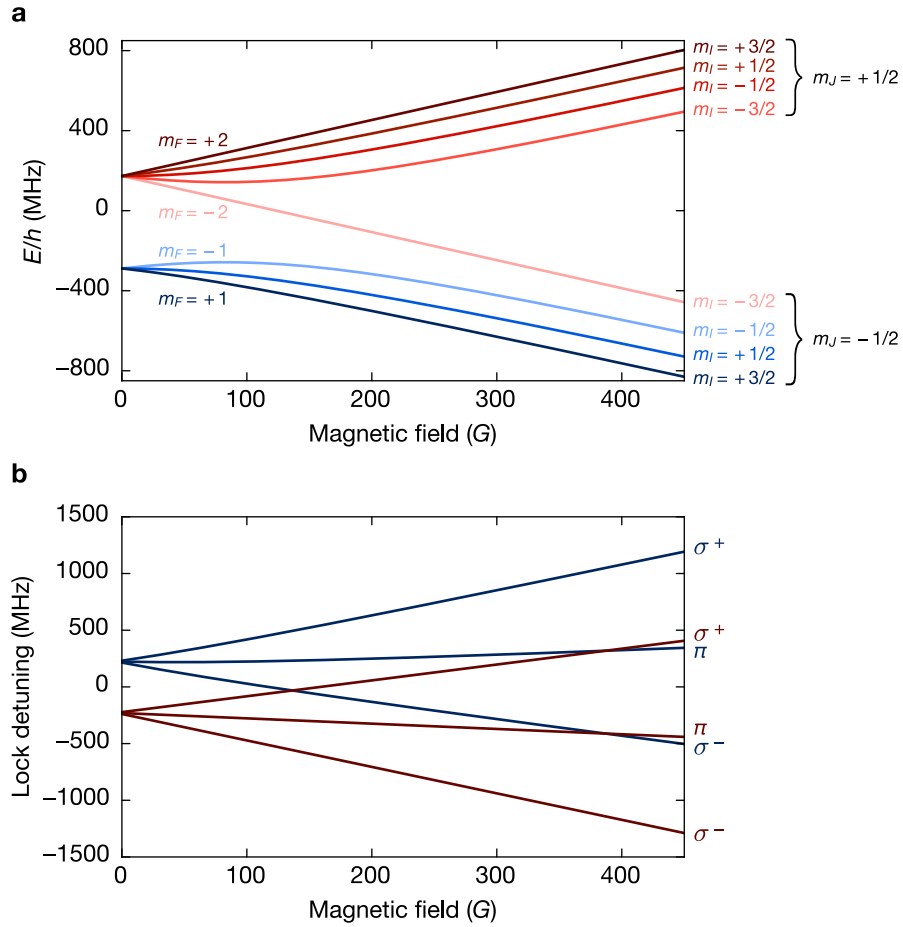 a
800
400
0
−400
−800
E/h (MHz)
m_F = +2
m_F = −2
m_F = −1
m_F = +1
m_I = +3/2
m_I = +1/2
m_I = −1/2
m_I = −3/2
m_J = +1/2
m_I = −3/2
m_I = −1/2
m_I = +1/2
m_I = +3/2
m_J = −1/2
0 100 200 300 400
Magnetic field (G)
b
1500
1000
500
0
−500
−1000
−1500
Lock detuning (MHz)
σ⁺
σ⁺
π
π
σ⁻
σ⁻
0 100 200 300 400
Magnetic field (G)